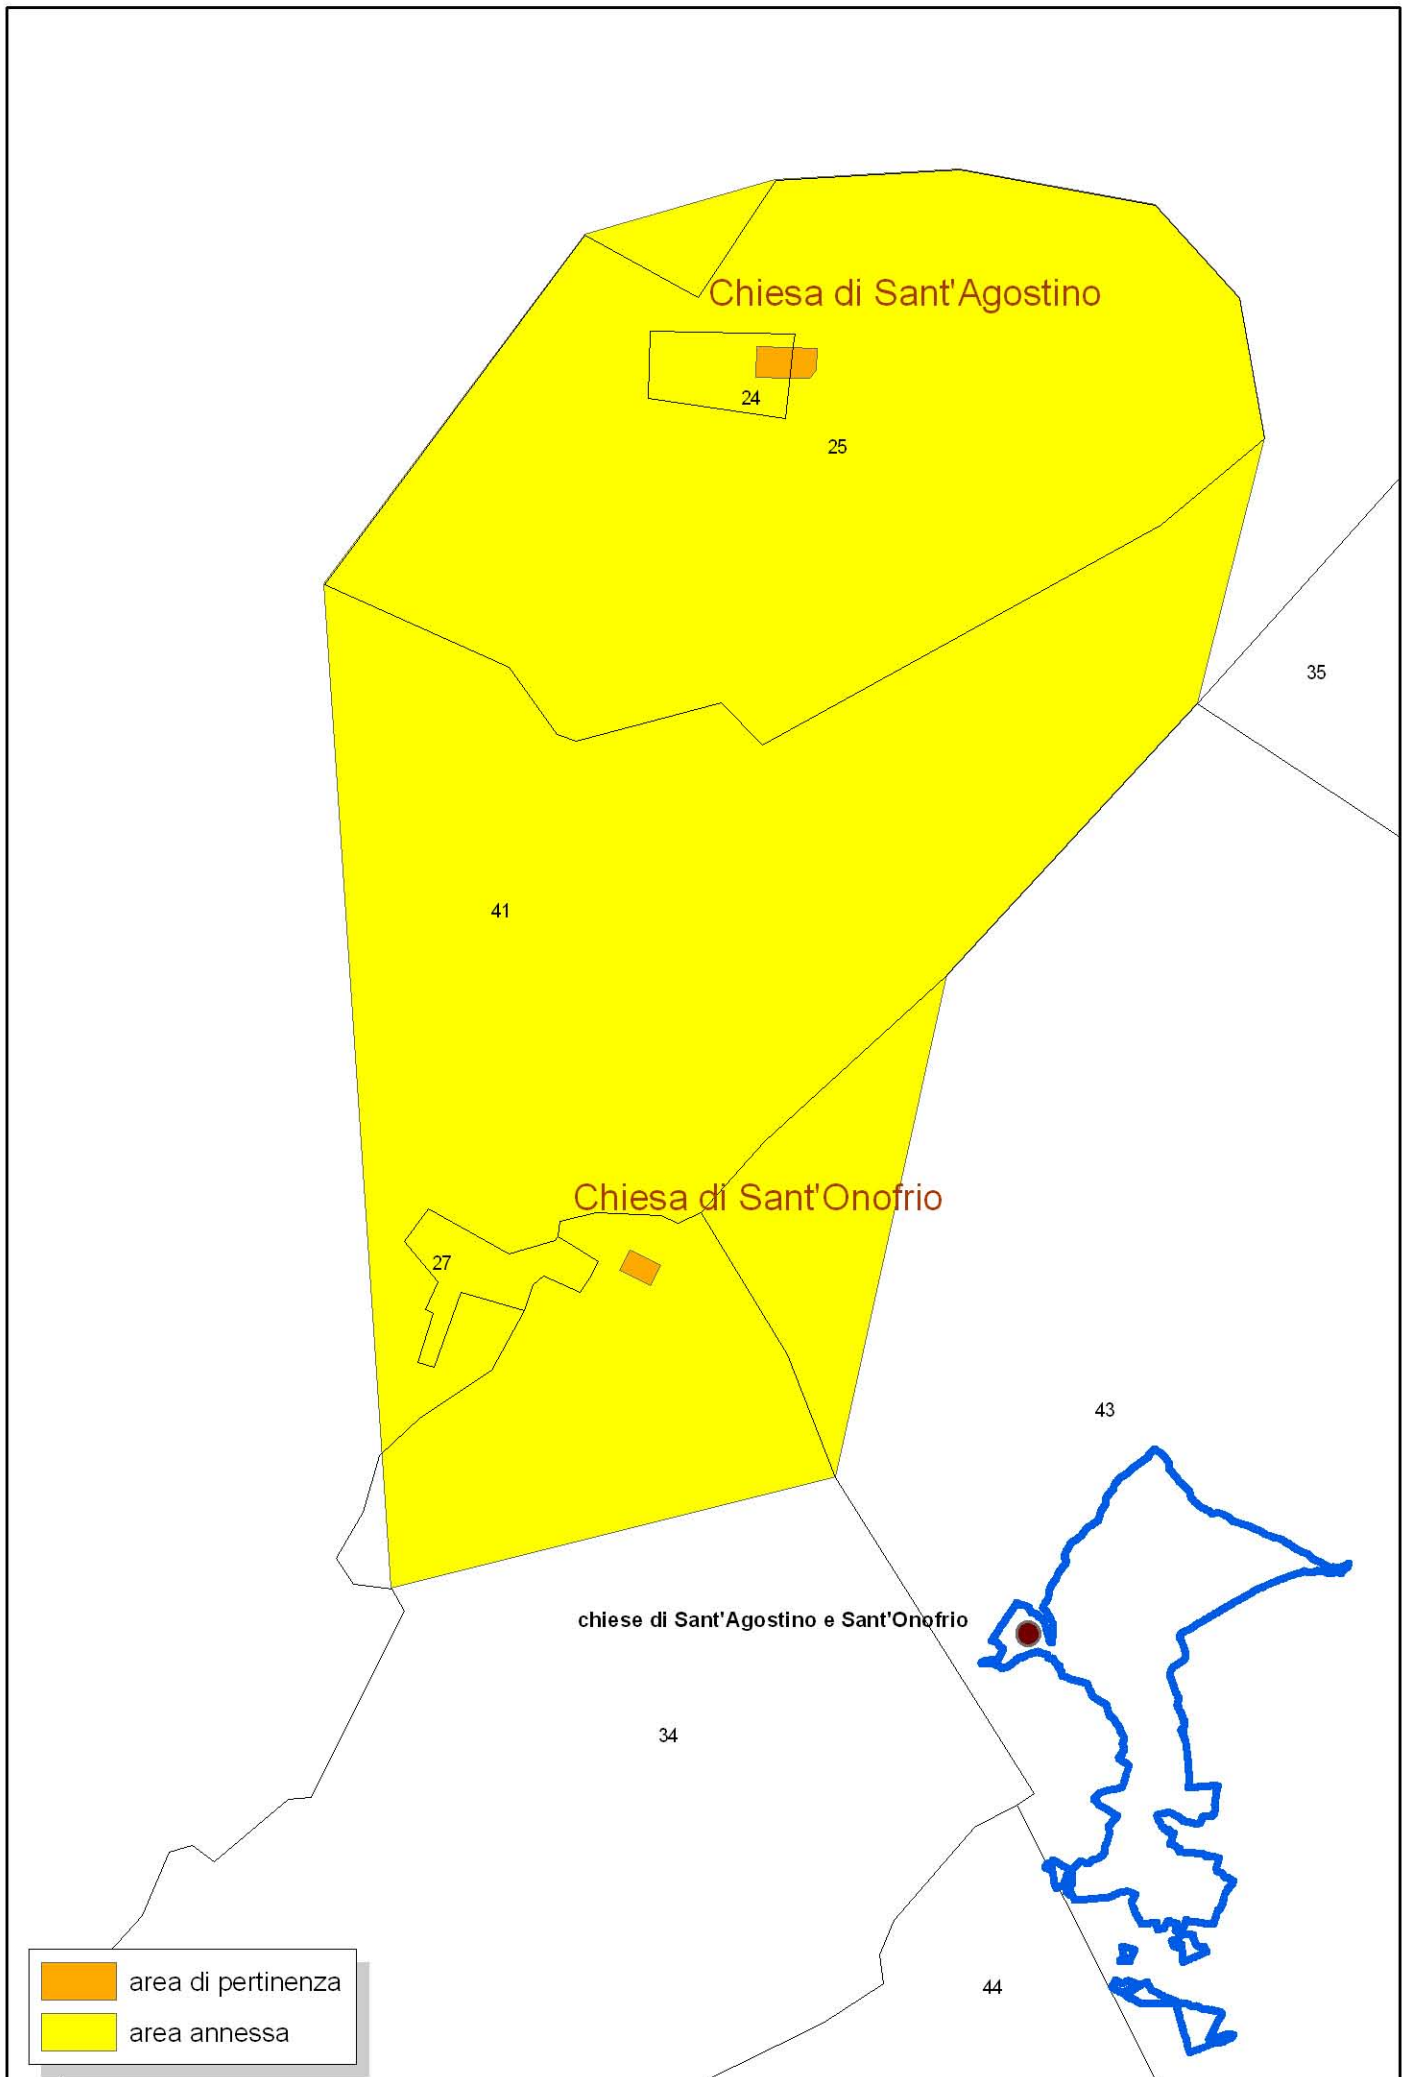 Chiesa di Sant'Agostino
24
25
35
41
Chiesa di Sant'Onofrio
27
43
chiese di Sant'Agostino e Sant'Onofrio
34
area di pertinenza
44
area annessa